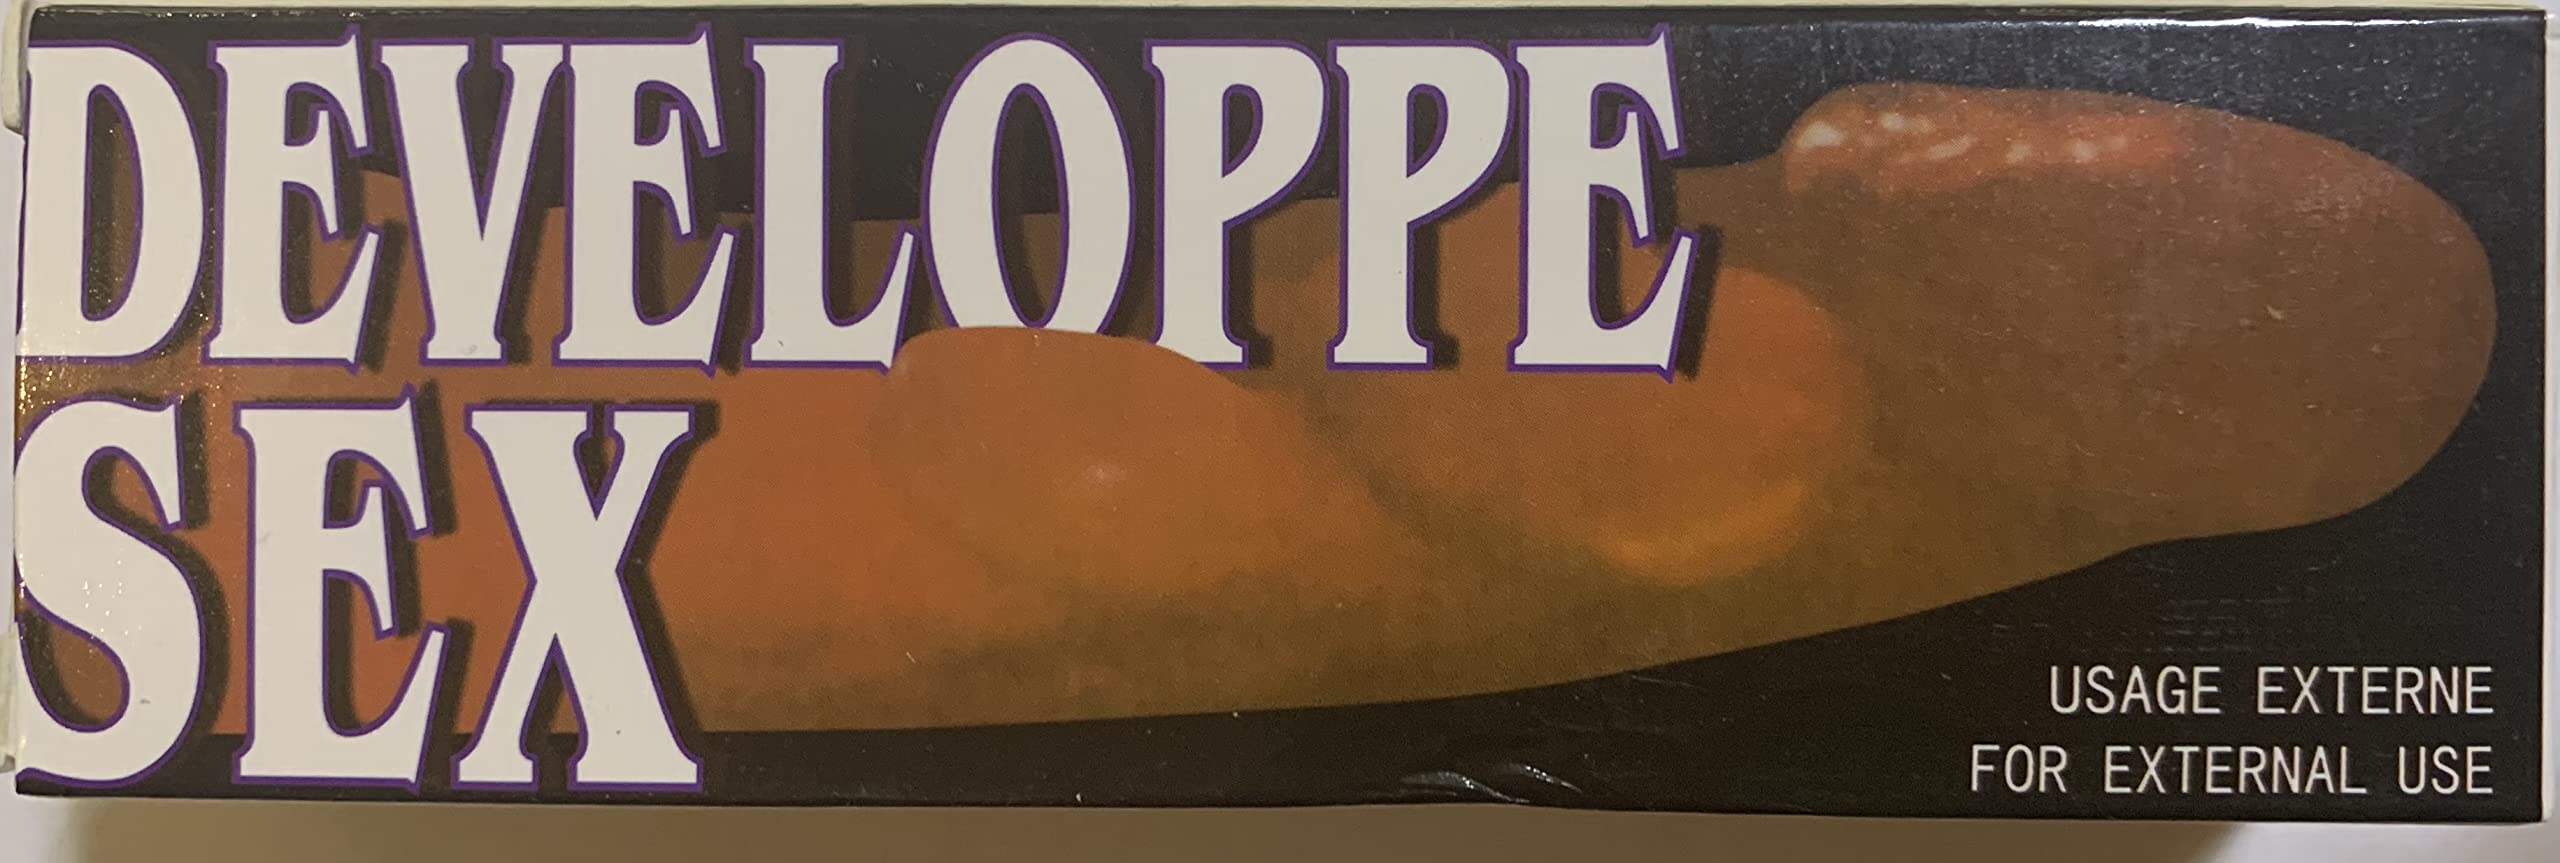 DEVELOPPE
SEX
USAGE EXTERNE
FOR EXTERNAL USE